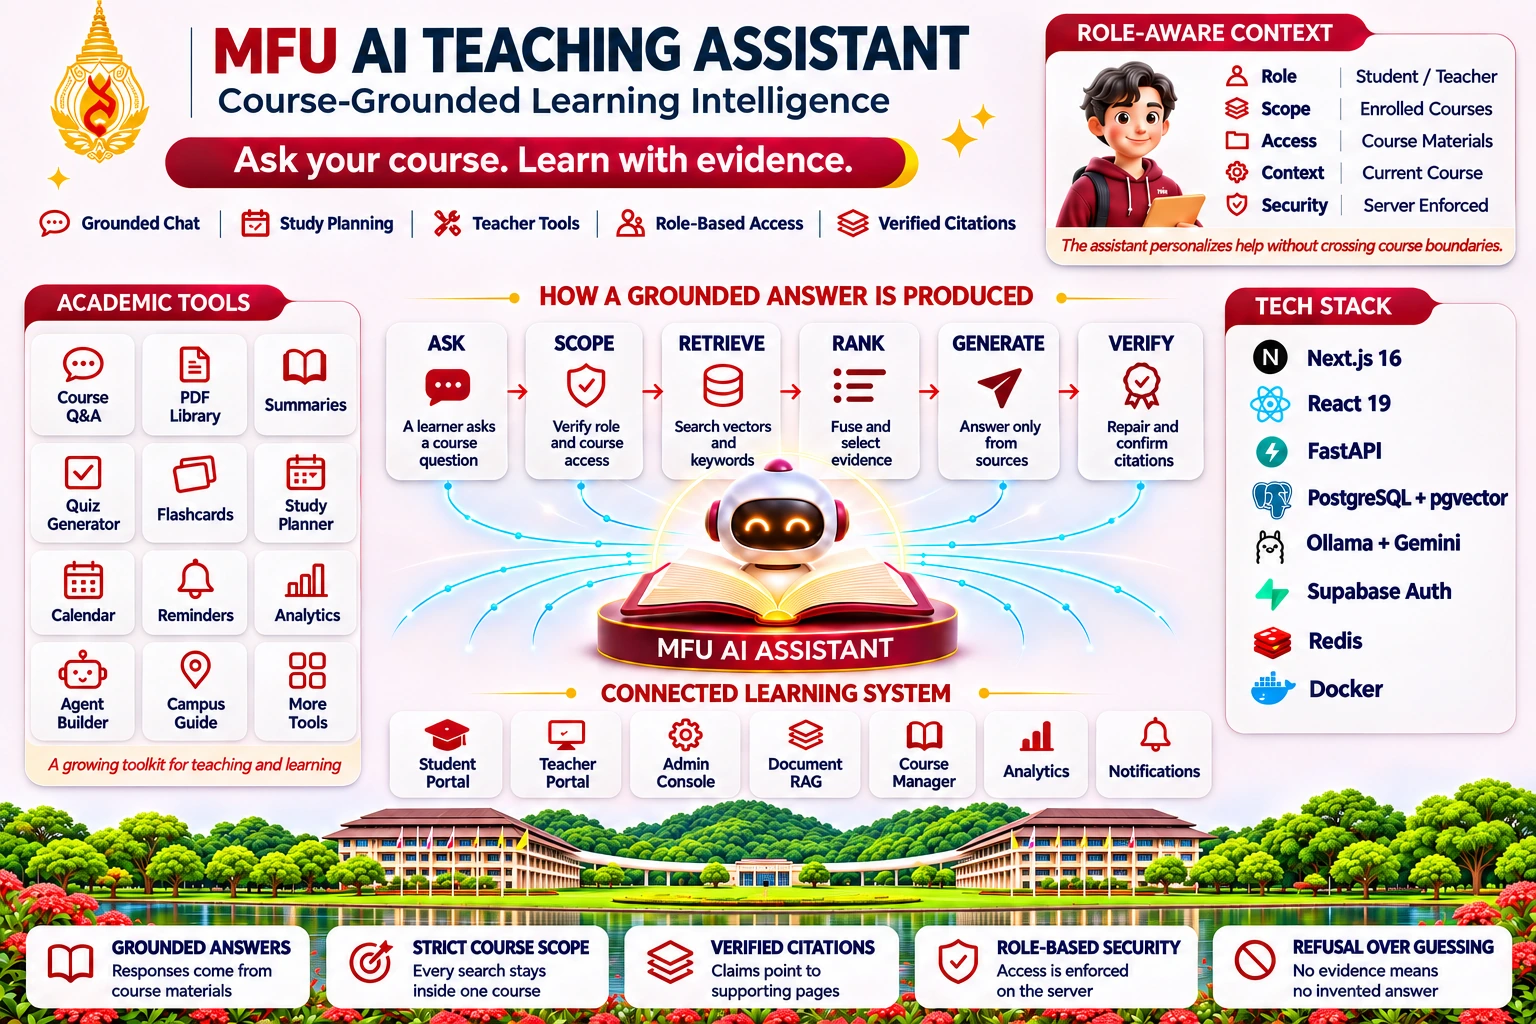 MFU AI TEACHING ASSISTANT
Course-Grounded Learning Intelligence
Ask your course. Learn with evidence.
Grounded Chat
Study Planning
Teacher Tools
Role-Based Access
Verified Citations
ROLE-AWARE CONTEXT
Role Student / Teacher
Scope Enrolled Courses
Access Course Materials
Context Current Course
Security Server Enforced
The assistant personalizes help without crossing course boundaries.
ACADEMIC TOOLS
Course
Q&A
PDF
Library
Summaries
Quiz
Generator
Flashcards
Study
Planner
Calendar
Reminders
Analytics
Agent
Builder
Campus
Guide
More
Tools
A growing toolkit for teaching and learning
HOW A GROUNDED ANSWER IS PRODUCED
ASK
A learner asks
a course
question
SCOPE
Verify role
and course
access
RETRIEVE
Search vectors
and
keywords
RANK
Fuse and
select
evidence
GENERATE
Answer only
from
sources
VERIFY
Repair and
confirm
citations
MFU AI ASSISTANT
CONNECTED LEARNING SYSTEM
Student
Portal
Teacher
Portal
Admin
Console
Document
RAG
Course
Manager
Analytics
Notifications
TECH STACK
N Next.js 16
React 19
FastAPI
PostgreSQL + pgvector
Ollama + Gemini
Supabase Auth
Redis
Docker
GROUNDED ANSWERS
Responses come from
course materials
STRICT COURSE SCOPE
Every search stays
inside one course
VERIFIED CITATIONS
Claims point to
supporting pages
ROLE-BASED SECURITY
Access is enforced
on the server
REFUSAL OVER GUESSING
No evidence means
no invented answer